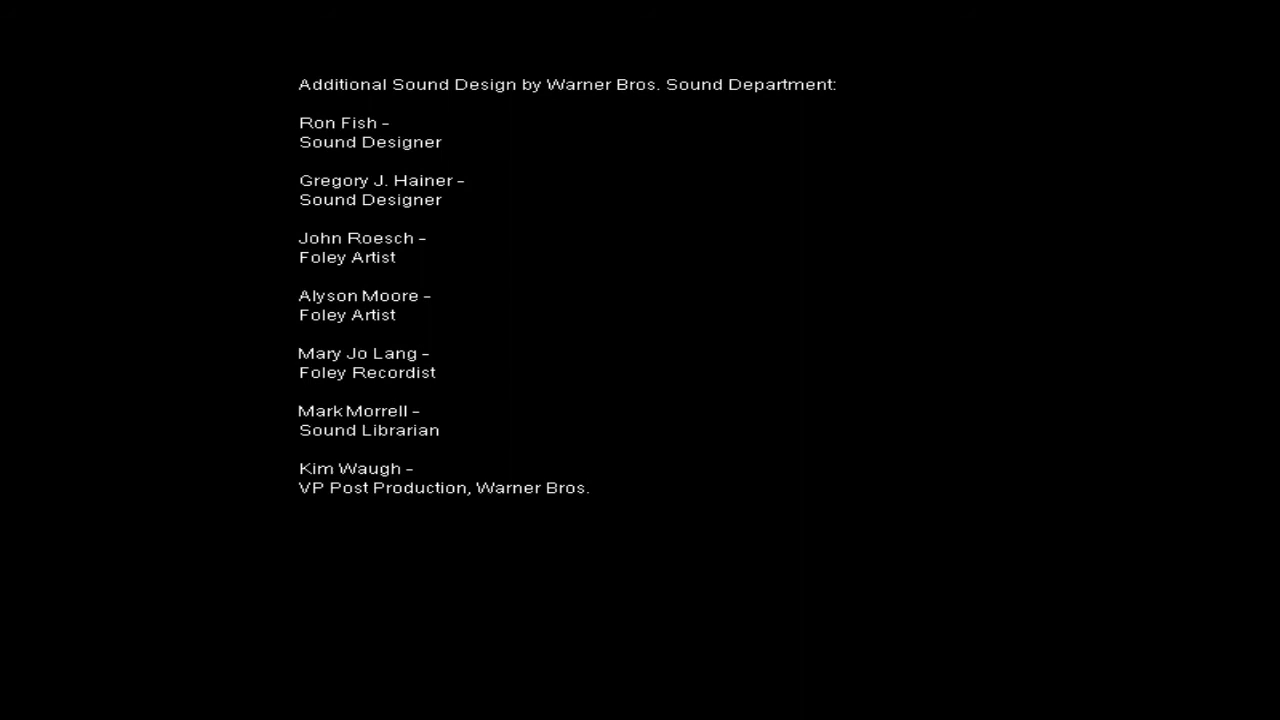 Additional Sound Design by Warner Bros. Sound Department:
Ron Fish -
Sound Designer
Gregory J. Hainer -
Sound Designer
John Roesch -
Foley Artist
Alyson Moore -
Foley Artist
Mary Jo Lang -
Foley Recordist
Mark Morrell -
Sound Librarian
Kim Waugh -
VP Post Production, Warner Bros.